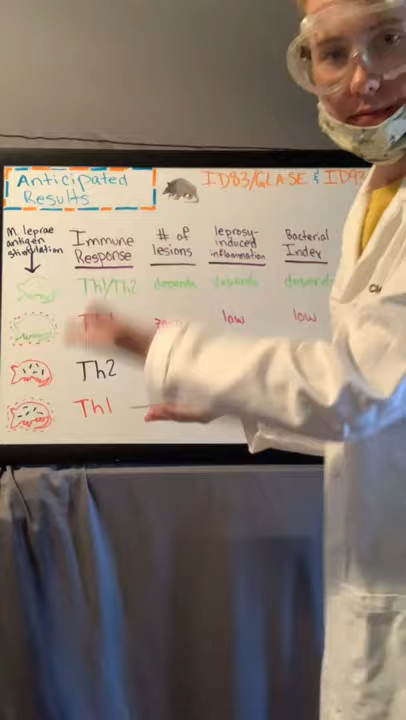 Anticipated
Results
ID83/GLA-SE & ID93
M. leprae
antigen
stimulation
Immune
Response
# of
lesions
leprosy-
induced
inflammation
Bacterial
Index
Th1/Th2
depends
depends
depends
low
low
Th2
Th1